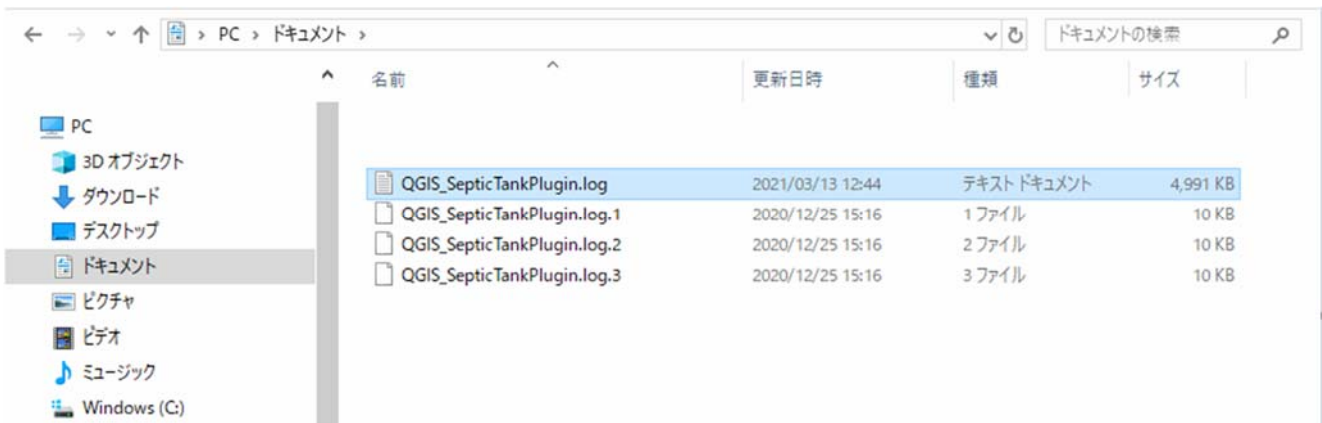 PC › ドキュメント ›
ドキュメントの検索
名前 更新日時 種類 サイズ
PC
3D オブジェクト
ダウンロード
デスクトップ
ドキュメント
ピクチャ
ビデオ
ミュージック
Windows (C:)
QGIS_SepticTankPlugin.log 2021/03/13 12:44 テキスト ドキュメント 4,991 KB
QGIS_SepticTankPlugin.log.1 2020/12/25 15:16 1 ファイル 10 KB
QGIS_SepticTankPlugin.log.2 2020/12/25 15:16 2 ファイル 10 KB
QGIS_SepticTankPlugin.log.3 2020/12/25 15:16 3 ファイル 10 KB